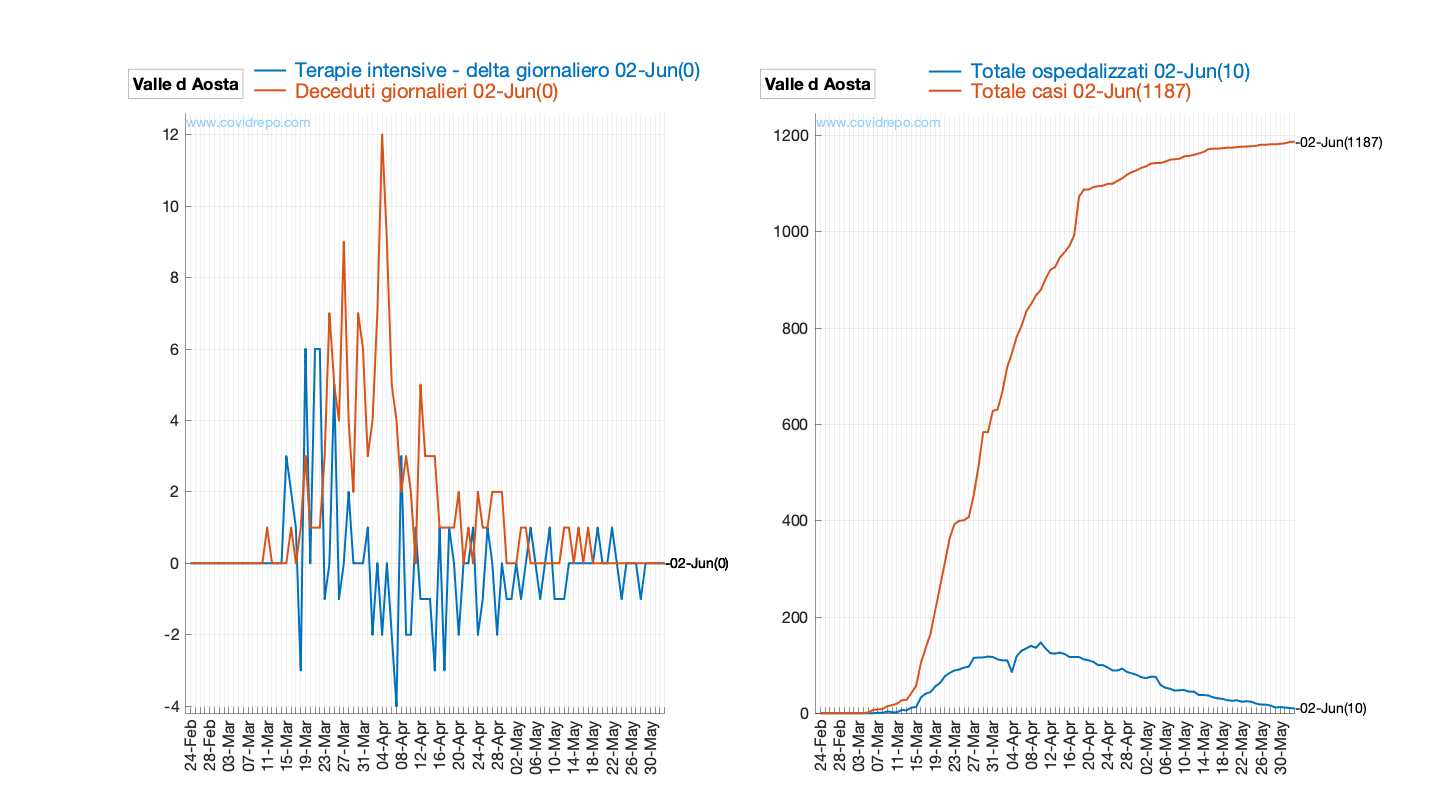 Valle d Aosta
Terapie intensive - delta giornaliero 02-Jun(0)
Deceduti giornalieri 02-Jun(0)
www.covidrepo.com
12
10
8
6
4
2
0
-2
-4
-02-Jun(0)
24-Feb
28-Feb
03-Mar
07-Mar
11-Mar
15-Mar
19-Mar
23-Mar
27-Mar
31-Mar
04-Apr
08-Apr
12-Apr
16-Apr
20-Apr
24-Apr
28-Apr
02-May
06-May
10-May
14-May
18-May
22-May
26-May
30-May
Valle d Aosta
Totale ospedalizzati 02-Jun(10)
Totale casi 02-Jun(1187)
www.covidrepo.com
1200
1000
800
600
400
200
0
-02-Jun(1187)
-02-Jun(10)
24-Feb
28-Feb
03-Mar
07-Mar
11-Mar
15-Mar
19-Mar
23-Mar
27-Mar
31-Mar
04-Apr
08-Apr
12-Apr
16-Apr
20-Apr
24-Apr
28-Apr
02-May
06-May
10-May
14-May
18-May
22-May
26-May
30-May